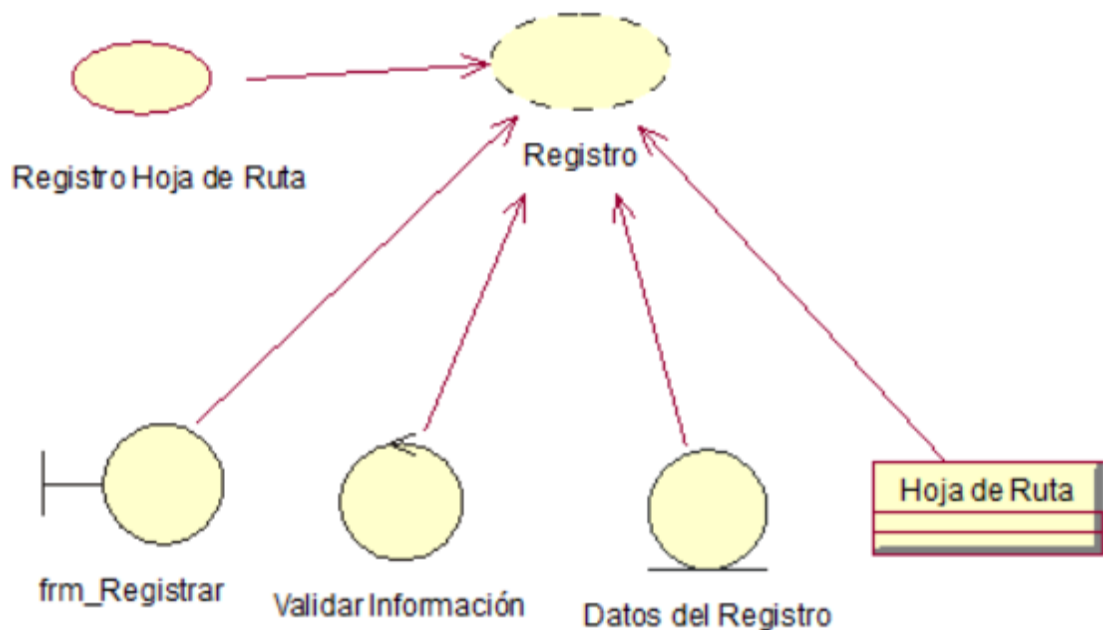 Registro Hoja de Ruta
Registro
frm_Registrar
Validar Información
Datos del Registro
Hoja de Ruta